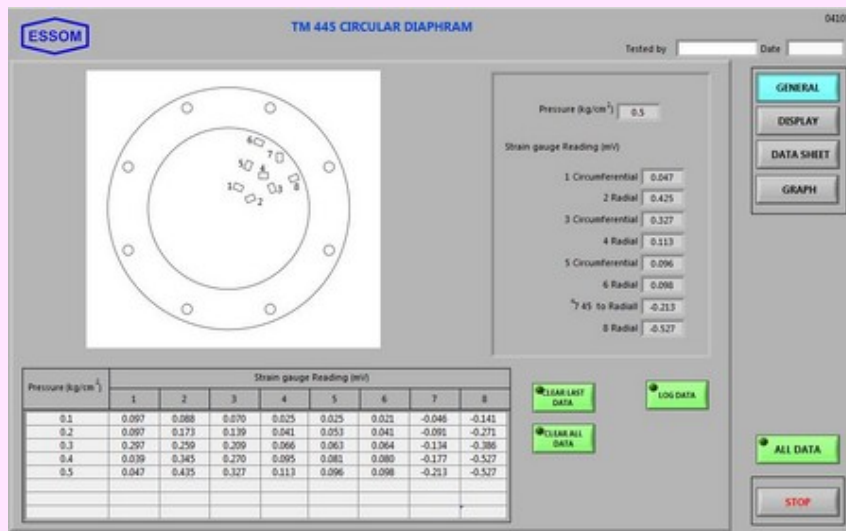 0410
ESSOM
TM 445 CIRCULAR DIAPHRAM
Tested by
Date
GENERAL
DISPLAY
DATA SHEET
GRAPH
6
7
5
4
8
1
3
2
Pressure (kg/cm²) 0.5
Strain gauge Reading (mV)
1 Circumferential 0.047
2 Radial 0.425
3 Circumferential 0.327
4 Radial 0.113
5 Circumferential 0.096
6 Radial 0.098
°7 45 to Radiall -0.213
8 Radial -0.527
Pressure (kg/cm²) Strain gauge Reading (mV)
1 2 3 4 5 6 7 8
0.1 0.097 0.088 0.070 0.025 0.025 0.021 -0.046 -0.141
0.2 0.097 0.173 0.139 0.041 0.053 0.041 -0.091 -0.271
0.3 0.297 0.259 0.209 0.066 0.063 0.064 -0.134 -0.386
0.4 0.039 0.345 0.270 0.095 0.081 0.080 -0.177 -0.527
0.5 0.047 0.435 0.327 0.113 0.096 0.098 -0.213 -0.527
CLEAR LAST
DATA
LOG DATA
CLEAR ALL
DATA
ALL DATA
STOP